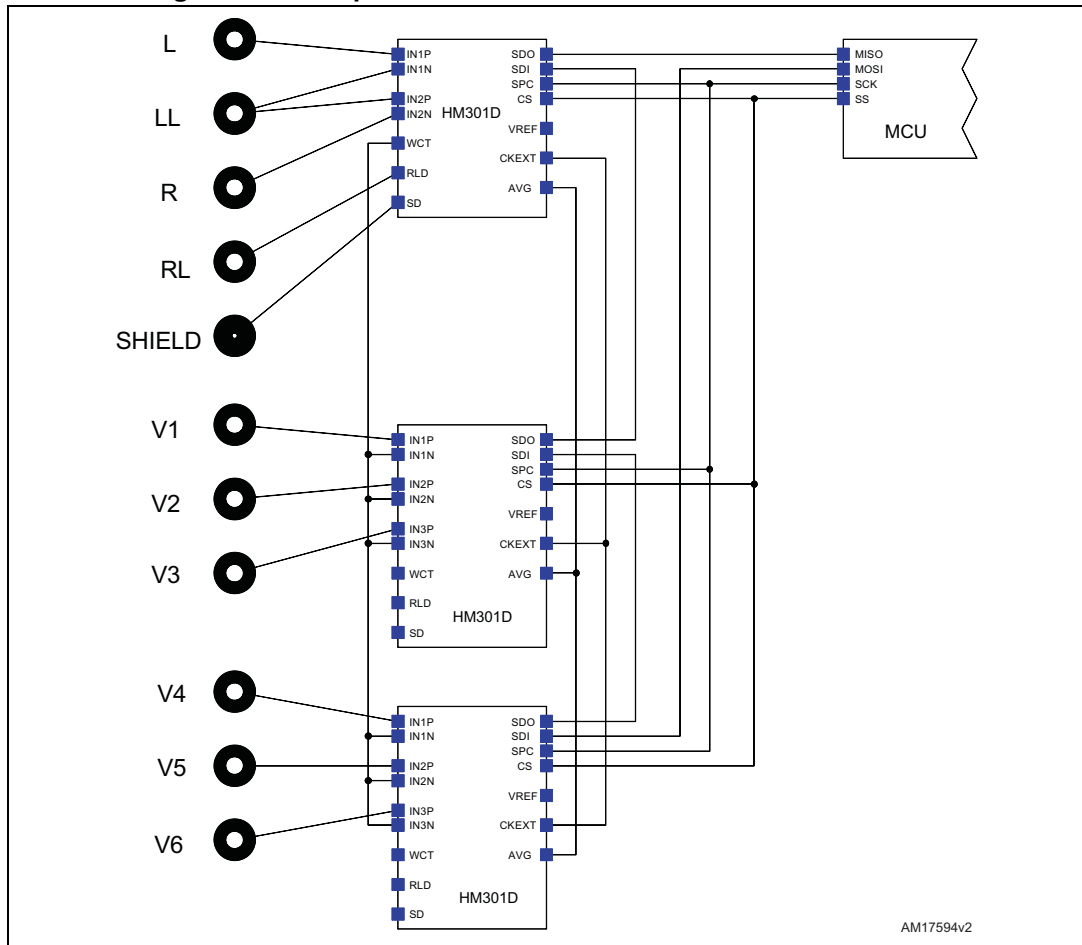 L
LL
R
RL
SHIELD
IN1P
IN1N
IN2P
IN2N
WCT
RLD
SD
HM301D
SDO
SDI
SPC
CS
VREF
CKEXT
AVG
MISO
MOSI
SCK
SS
MCU
V1
V2
V3
IN1P
IN1N
IN2P
IN2N
IN3P
IN3N
WCT
RLD
SD
SDO
SDI
SPC
CS
VREF
CKEXT
AVG
HM301D
V4
V5
V6
IN1P
IN1N
IN2P
IN2N
IN3P
IN3N
WCT
RLD
SD
SDO
SDI
SPC
CS
VREF
CKEXT
AVG
HM301D
AM17594v2